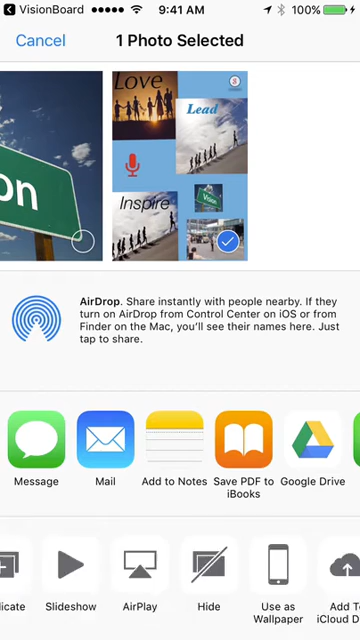 VisionBoard
9:41 AM
100%
Cancel
1 Photo Selected
on
Love
Lead
Inspire
Vision
AirDrop. Share instantly with people nearby. If they
turn on AirDrop from Control Center on iOS or from
Finder on the Mac, you'll see their names here. Just
tap to share.
Message
Mail
Add to Notes
Save PDF to
iBooks
Google Drive
licate
Slideshow
AirPlay
Hide
Use as
Wallpaper
Add To
iCloud D